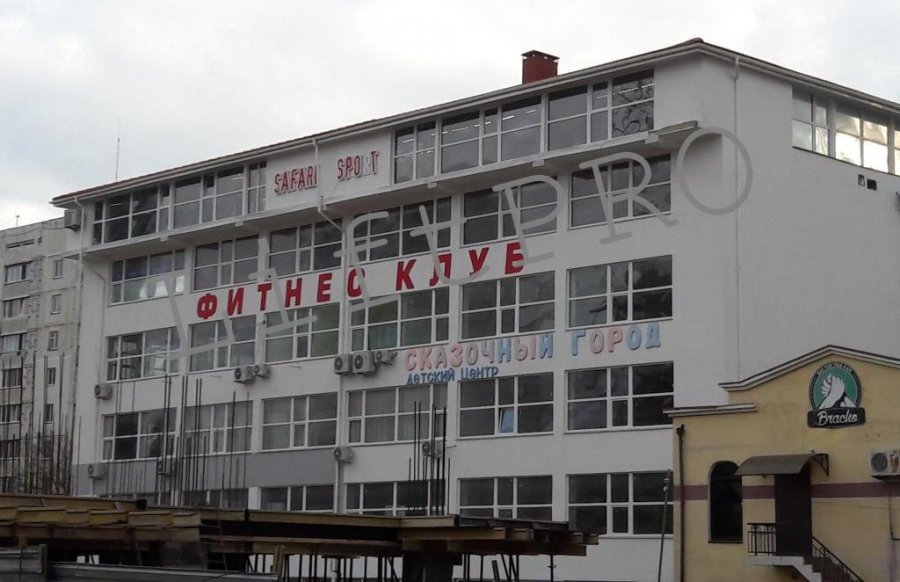 SAFARI SPORT
ФИТНЕС КЛУБ
СКАЗОЧНЫЙ ГОРОД
Детский Центр
Bracho